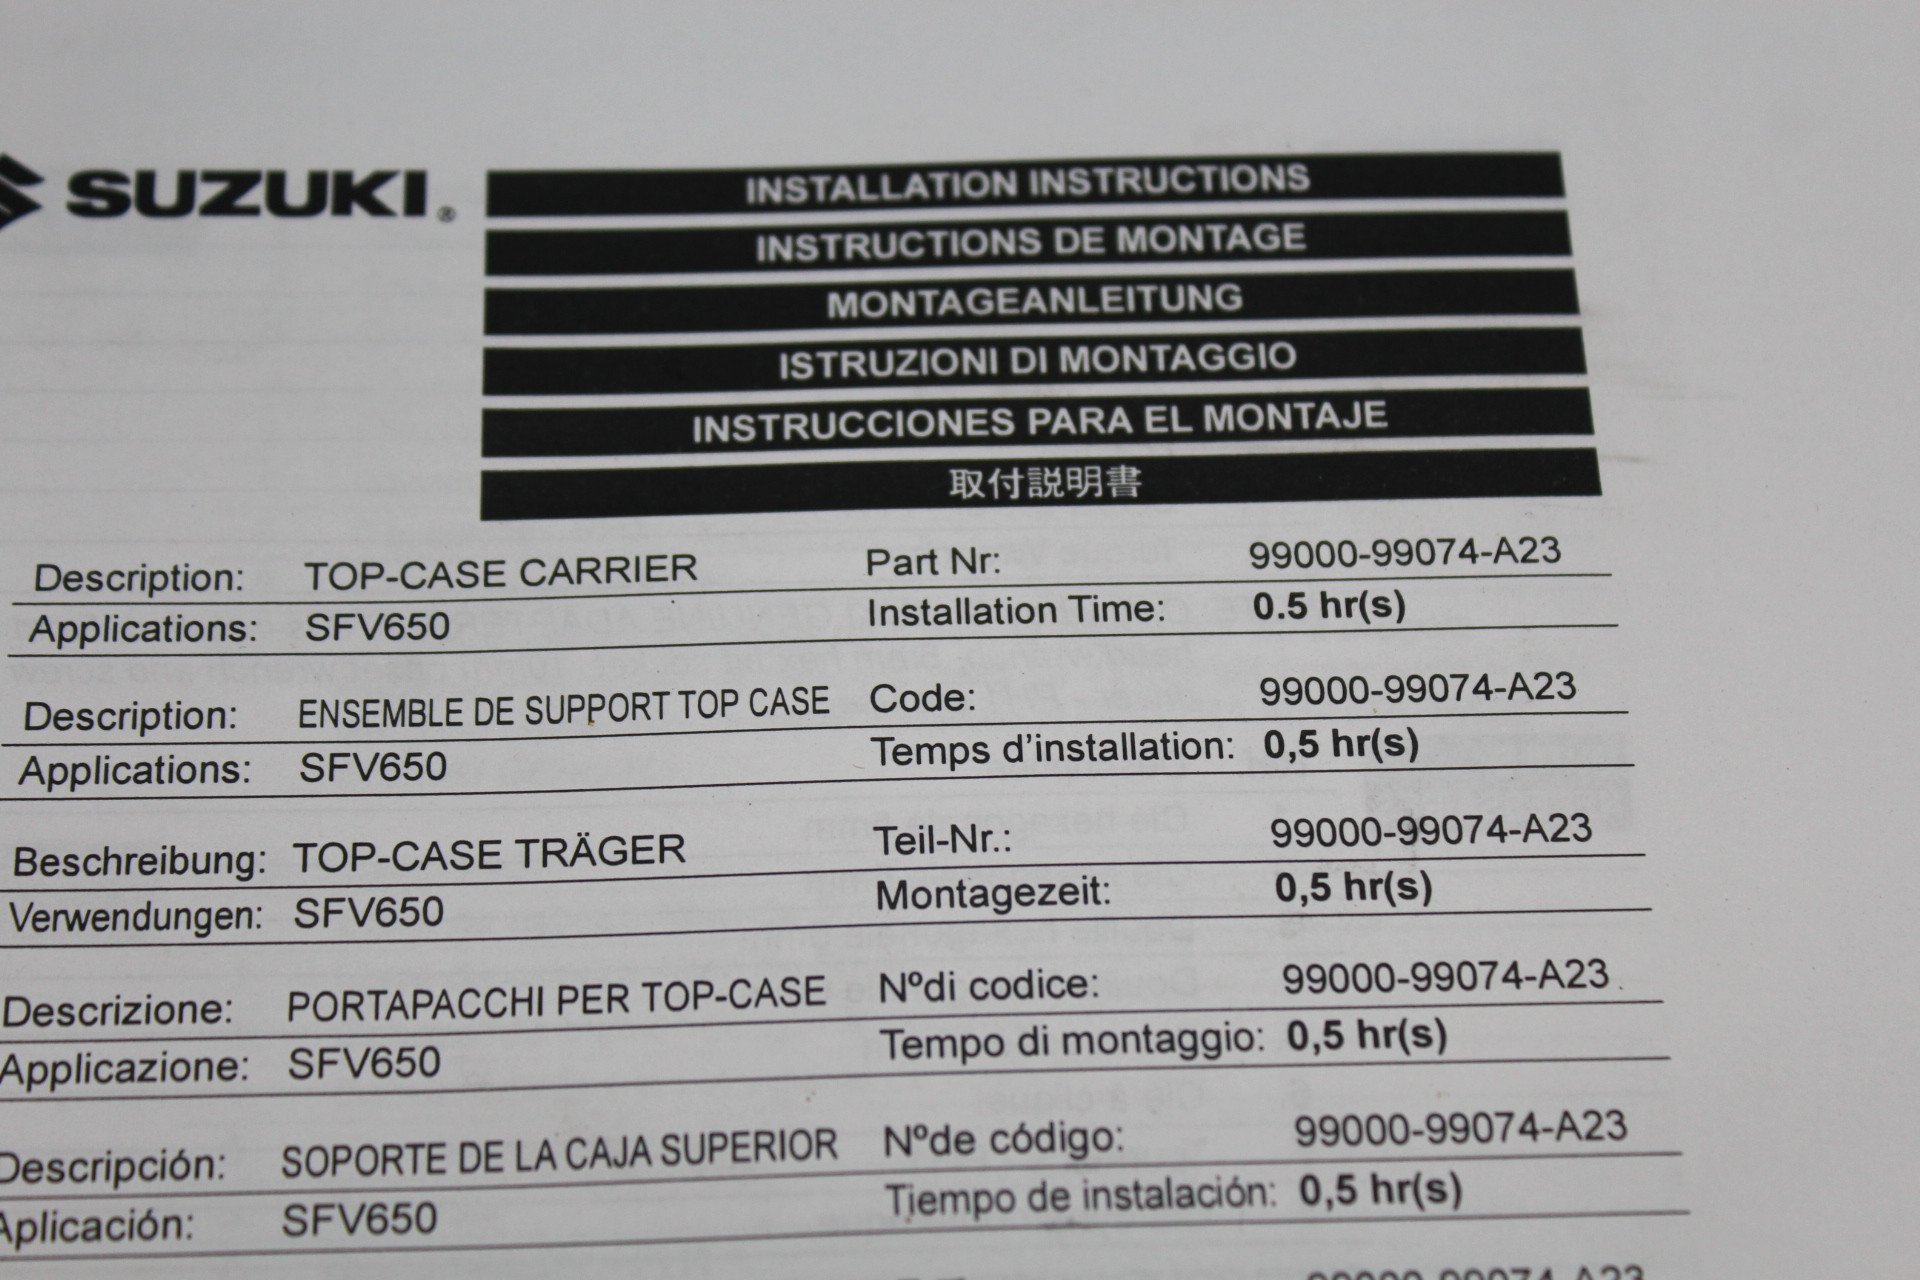 SUZUKI®
INSTALLATION INSTRUCTIONS
INSTRUCTIONS DE MONTAGE
MONTAGEANLEITUNG
ISTRUZIONI DI MONTAGGIO
INSTRUCCIONES PARA EL MONTAJE
取付説明書
Description: TOP-CASE CARRIER Part Nr: 99000-99074-A23
Applications: SFV650 Installation Time: 0.5 hr(s)
Description: ENSEMBLE DE SUPPORT TOP CASE Code: 99000-99074-A23
Applications: SFV650 Temps d’installation: 0,5 hr(s)
Beschreibung: TOP-CASE TRÄGER Teil-Nr.: 99000-99074-A23
Verwendungen: SFV650 Montagezeit: 0,5 hr(s)
Descrizione: PORTAPACCHI PER TOP-CASE Nºdi codice: 99000-99074-A23
Applicazione: SFV650 Tempo di montaggio: 0,5 hr(s)
Descripción: SOPORTE DE LA CAJA SUPERIOR Nºde código: 99000-99074-A23
Aplicación: SFV650 Tiempo de instalación: 0,5 hr(s)
99000-99074-A23